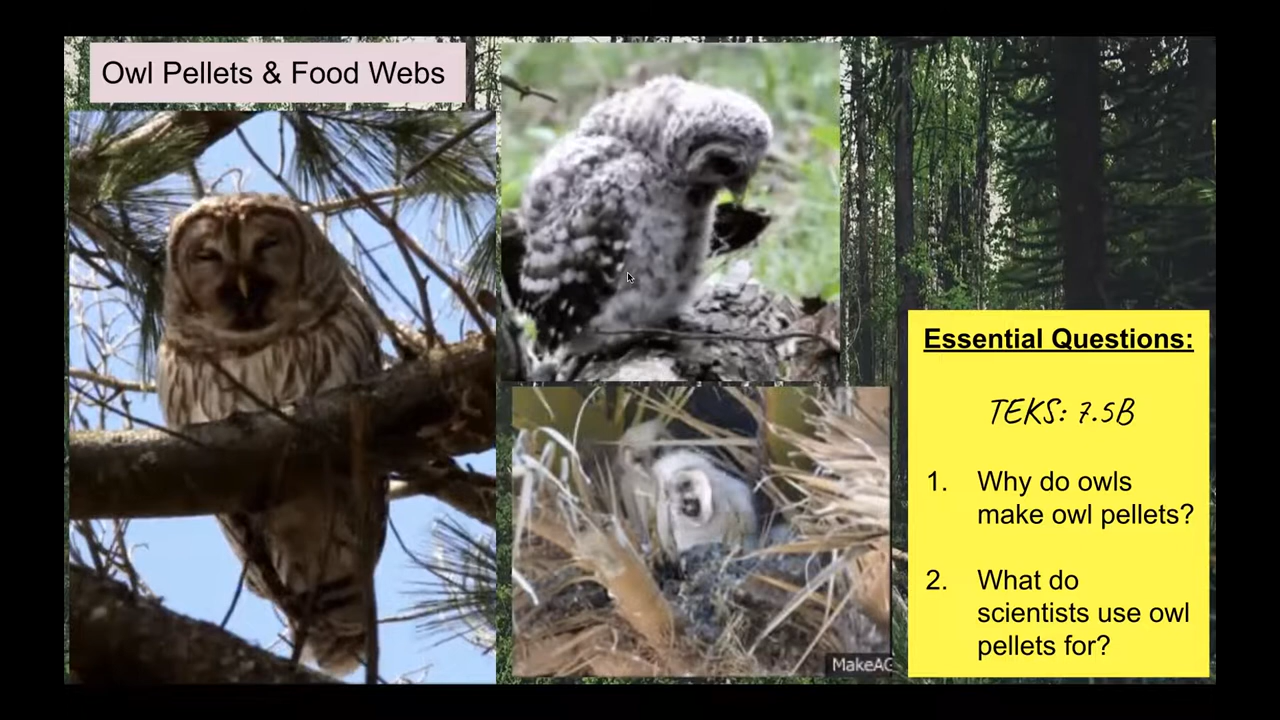 Owl Pellets & Food Webs
Essential Questions:
TEKS: 7.5B
1. Why do owls
make owl pellets?
2. What do
scientists use owl
pellets for?